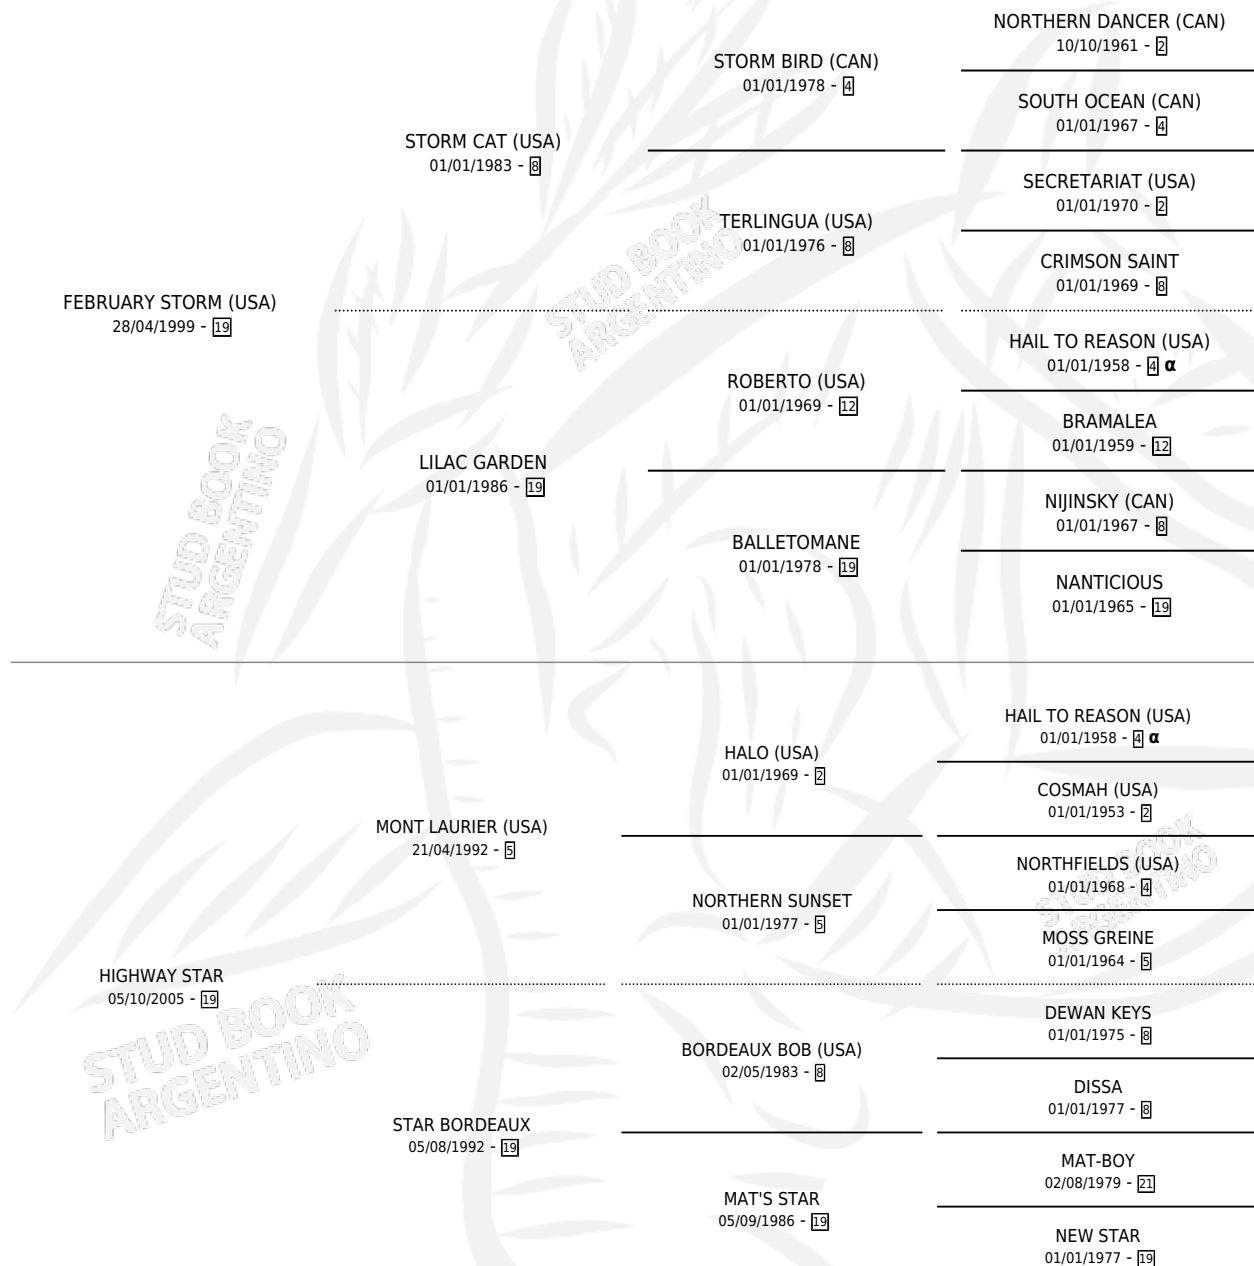 NORTHERN DANCER (CAN)
10/10/1961 - 2
STORM BIRD (CAN)
01/01/1978 - 4
SOUTH OCEAN (CAN)
01/01/1967 - 4
STORM CAT (USA)
01/01/1983 - 8
SECRETARIAT (USA)
01/01/1970 - 2
TERLINGUA (USA)
01/01/1976 - 8
CRIMSON SAINT
01/01/1969 - 8
FEBRUARY STORM (USA)
28/04/1999 - 19
HAIL TO REASON (USA)
01/01/1958 - 4 α
ROBERTO (USA)
01/01/1969 - 12
BRAMALEA
01/01/1959 - 12
LILAC GARDEN
01/01/1986 - 19
NIJINSKY (CAN)
01/01/1967 - 8
BALLETOMANE
01/01/1978 - 19
NANTICIOUS
01/01/1965 - 19
HAIL TO REASON (USA)
01/01/1958 - 4 α
HALO (USA)
01/01/1969 - 2
COSMAH (USA)
01/01/1953 - 2
MONT LAURIER (USA)
21/04/1992 - 5
NORTHFIELDS (USA)
01/01/1968 - 4
NORTHERN SUNSET
01/01/1977 - 5
MOSS GREINE
01/01/1964 - 5
HIGHWAY STAR
05/10/2005 - 19
DEWAN KEYS
01/01/1975 - 8
BORDEAUX BOB (USA)
02/05/1983 - 8
DISSA
01/01/1977 - 8
STAR BORDEAUX
05/08/1992 - 19
MAT-BOY
02/08/1979 - 21
MAT'S STAR
05/09/1986 - 19
NEW STAR
01/01/1977 - 19
STUD BOOK
ARGENTINO
STUD BOOK
ARGENTINO
STUD BOOK
ARGENTINO
STUD BOOK
ARGENTINO